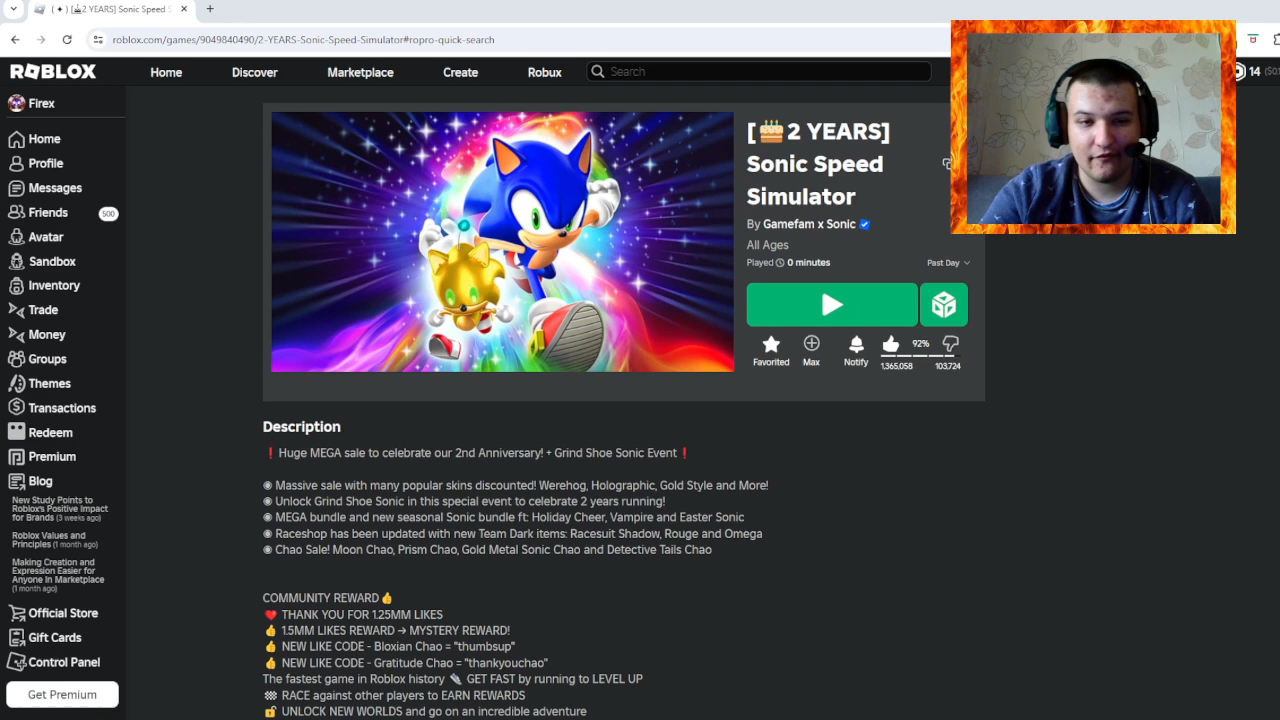 ( ✦ ) [🎂2 YEARS] Sonic Speed S
roblox.com/games/9049840490/2-YEARS-Sonic-Speed-Simulator#ropro-quick-search
ROBLOX
Home
Discover
Marketplace
Create
Robux
Search
14
Firex
Home
Profile
Messages
Friends
500
Avatar
Sandbox
Inventory
Trade
Money
Groups
Themes
Transactions
Redeem
Premium
Blog
New Study Points to
Roblox's Positive Impact
for Brands (3 weeks ago)
Roblox Values and
Principles (1 month ago)
Making Creation and
Expression Easier for
Anyone In Marketplace
(1 month ago)
Official Store
Gift Cards
Control Panel
Get Premium
[🎂2 YEARS]
Sonic Speed
Simulator
By Gamefam x Sonic
All Ages
Played 0 minutes
Past Day
Favorited
Max
Notify
92%
1,365,058
103,724
Description
❗Huge MEGA sale to celebrate our 2nd Anniversary! + Grind Shoe Sonic Event❗
◉ Massive sale with many popular skins discounted! Werehog, Holographic, Gold Style and More!
◉ Unlock Grind Shoe Sonic in this special event to celebrate 2 years running!
◉ MEGA bundle and new seasonal Sonic bundle ft: Holiday Cheer, Vampire and Easter Sonic
◉ Raceshop has been updated with new Team Dark items: Racesuit Shadow, Rouge and Omega
◉ Chao Sale! Moon Chao, Prism Chao, Gold Metal Sonic Chao and Detective Tails Chao
COMMUNITY REWARD👍
❤️ THANK YOU FOR 1.25MM LIKES
👍 1.5MM LIKES REWARD → MYSTERY REWARD!
👍 NEW LIKE CODE - Bloxian Chao = "thumbsup"
👍 NEW LIKE CODE - Gratitude Chao = "thankyouchao"
The fastest game in Roblox history 👟 GET FAST by running to LEVEL UP
🏁 RACE against other players to EARN REWARDS
🔓 UNLOCK NEW WORLDS and go on an incredible adventure